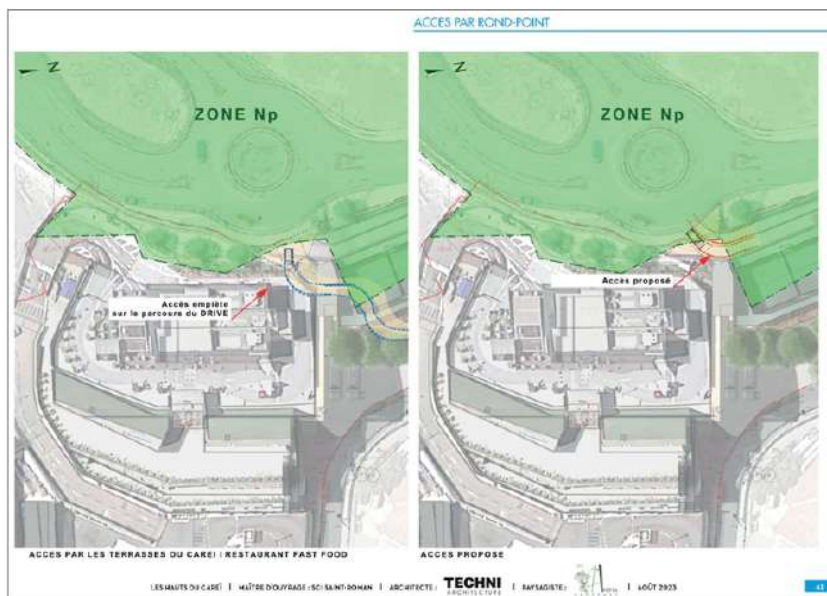 ACCES PAR ROND-POINT
N
ZONE Np
Accès empiète
sur le parcours du DRIVE
ACCES PAR LES TERRASSES DU CAREI : RESTAURANT FAST FOOD
N
ZONE Np
Accès proposé
ACCES PROPOSE
LES HAUTS DU CAREÏ | MAÎTRE D'OUVRAGE : SCI SAINT-ROMAN | ARCHITECTE : TECHNI ARCHITECTURE | PAYSAGISTE : | AOÛT 2023